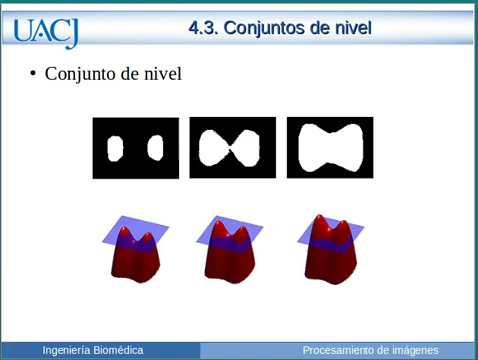 UACJ
4.3. Conjuntos de nivel
• Conjunto de nivel
Ingeniería Biomédica
Procesamiento de imágenes